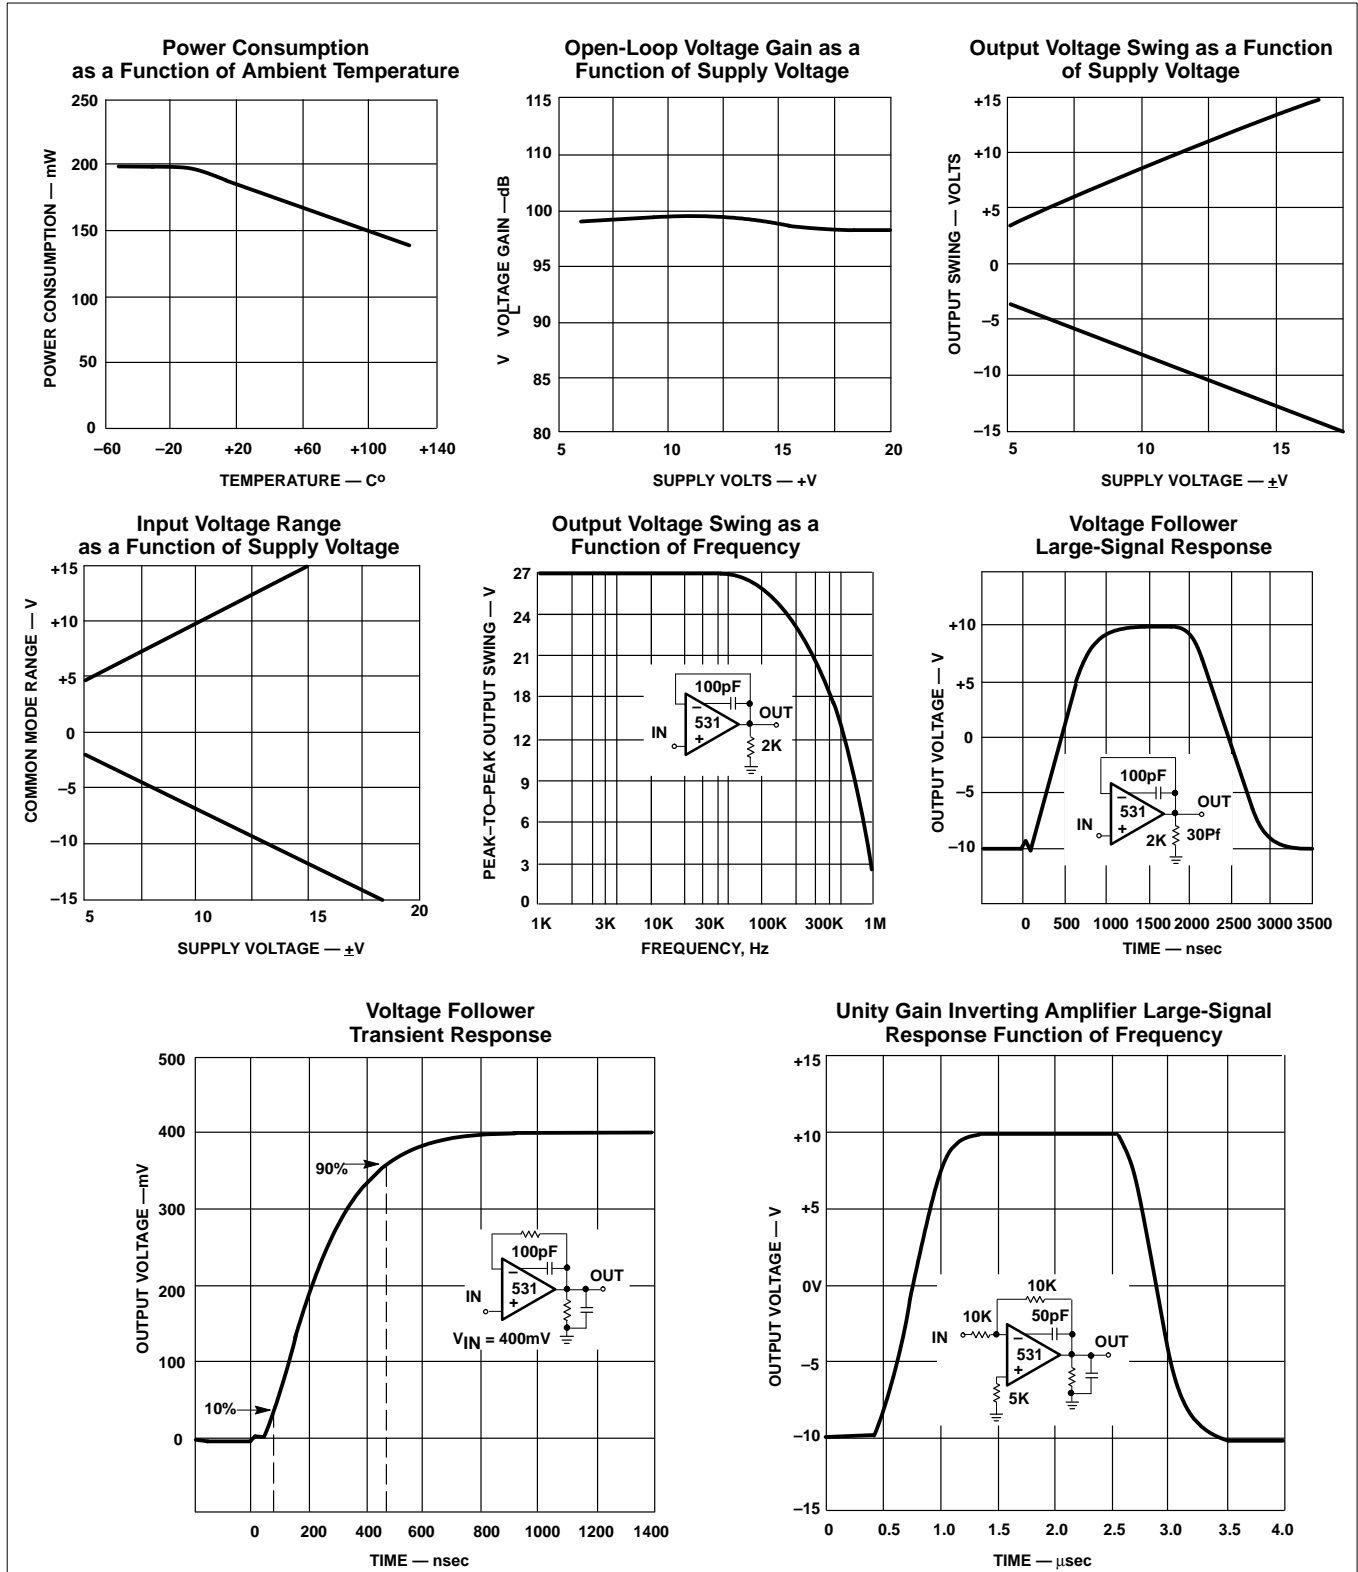 Power Consumption
as a Function of Ambient Temperature
250
200
150
100
50
0
POWER CONSUMPTION — mW
–60 –20 +20 +60 +100 +140
TEMPERATURE — Cº
Open-Loop Voltage Gain as a
Function of Supply Voltage
115
110
100
95
90
85
80
V L VOLTAGE GAIN —dB
5 10 15 20
SUPPLY VOLTS — +V
Output Voltage Swing as a Function
of Supply Voltage
+15
+10
+5
0
–5
–10
–15
OUTPUT SWING — VOLTS
5 10 15
SUPPLY VOLTAGE — ±V
Input Voltage Range
as a Function of Supply Voltage
+15
+10
+5
0
–5
–10
–15
COMMON MODE RANGE — V
5 10 15 20
SUPPLY VOLTAGE — ±V
Output Voltage Swing as a
Function of Frequency
27
24
21
18
12
9
6
3
0
PEAK–TO–PEAK OUTPUT SWING — V
100pF
–
531
+
IN
OUT
2K
1K 3K 10K 30K 100K 300K 1M
FREQUENCY, Hz
Voltage Follower
Large-Signal Response
+10
+5
0
–5
–10
OUTPUT VOLTAGE — V
100pF
–
531
+
IN
OUT
2K 30Pf
0 500 1000 1500 2000 2500 3000 3500
TIME — nsec
Voltage Follower
Transient Response
500
400
300
200
100
0
OUTPUT VOLTAGE —mV
90%
10%
100pF
–
531
+
IN
OUT
VIN = 400mV
0 200 400 600 800 1000 1200 1400
TIME — nsec
Unity Gain Inverting Amplifier Large-Signal
Response Function of Frequency
+15
+10
+5
0V
–5
–10
–15
OUTPUT VOLTAGE — V
10K
10K 50pF
IN
–
531
+
OUT
5K
0 0.5 1.0 1.5 2.0 2.5 3.0 3.5 4.0
TIME — μsec